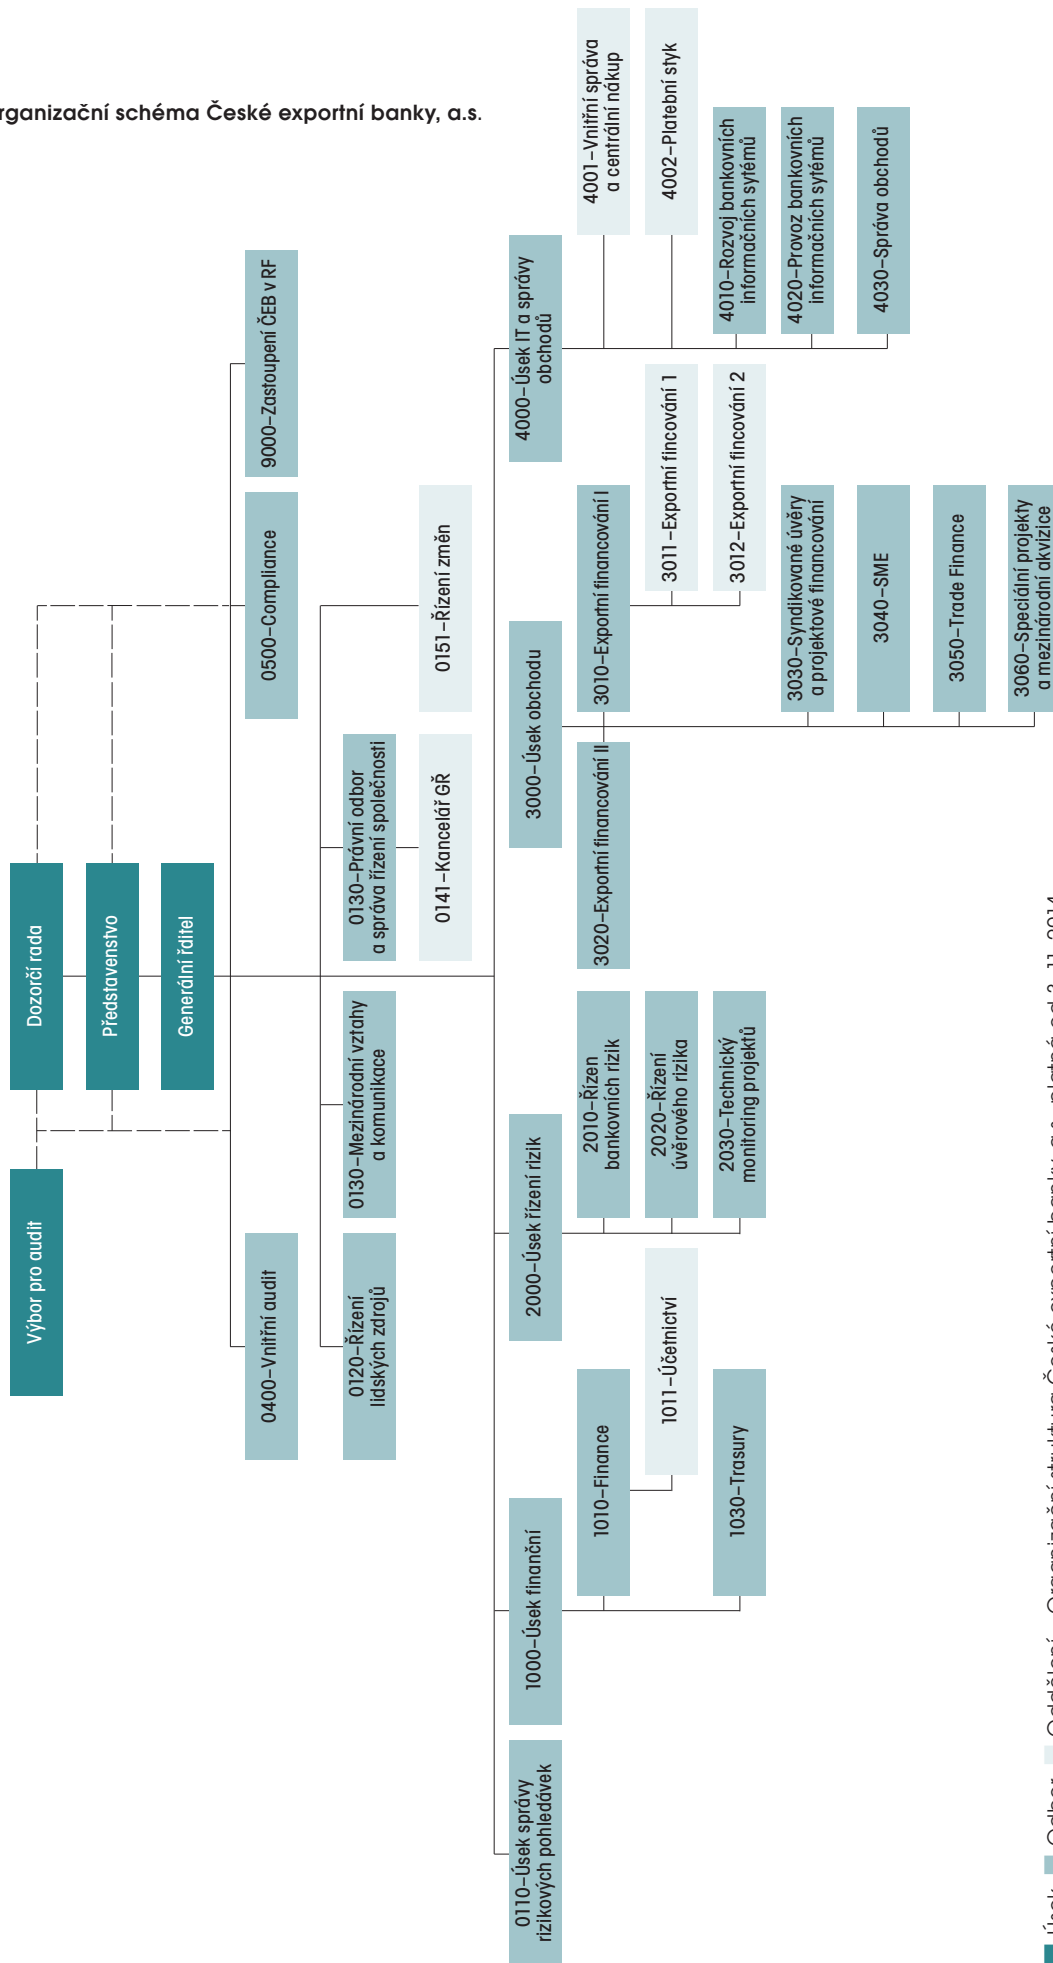 rganizační schéma České exportní banky, a.s.
Výbor pro audit
Dozorčí rada
Představenstvo
Generální řditel
0400–Vnitřní audit
0500–Compliance
9000–Zastoupení ČEB v RF
0120–Řízení
lidských zdrojů
0130–Mezinárodní vztahy
a komunikace
0130–Právní odbor
a správa řízení společnosti
0141–Kancelář GŘ
0151–Řízení změn
0110–Úsek správy
rizikových pohledávek
1000–Úsek finanční
2000–Úsek řízení rizik
3000–Úsek obchodu
4000–Úsek IT a správy
obchodů
1010–Finance
1011–Účetnictví
1030–Trasury
2010–Řízen
bankovních rizik
2020–Řízení
úvěrového rizika
2030–Technický
monitoring projektů
3020–Exportní financování II
3010–Exportní financování I
3011–Exportní fincování 1
3012–Exportní fincování 2
3030–Syndikované úvěry
a projektové financování
3040–SME
3050–Trade Finance
3060–Speciální projekty
a mezinárodní akvizice
4001–Vnitřní správa
a centrální nákup
4002–Platební styk
4010–Rozvoj bankovních
informačních sytémů
4020–Provoz bankovních
informačních sytémů
4030–Správa obchodů
Úsek Odbor Oddělení Organizační struktura České exportní banky, a.s., platná od 3. 11. 2014